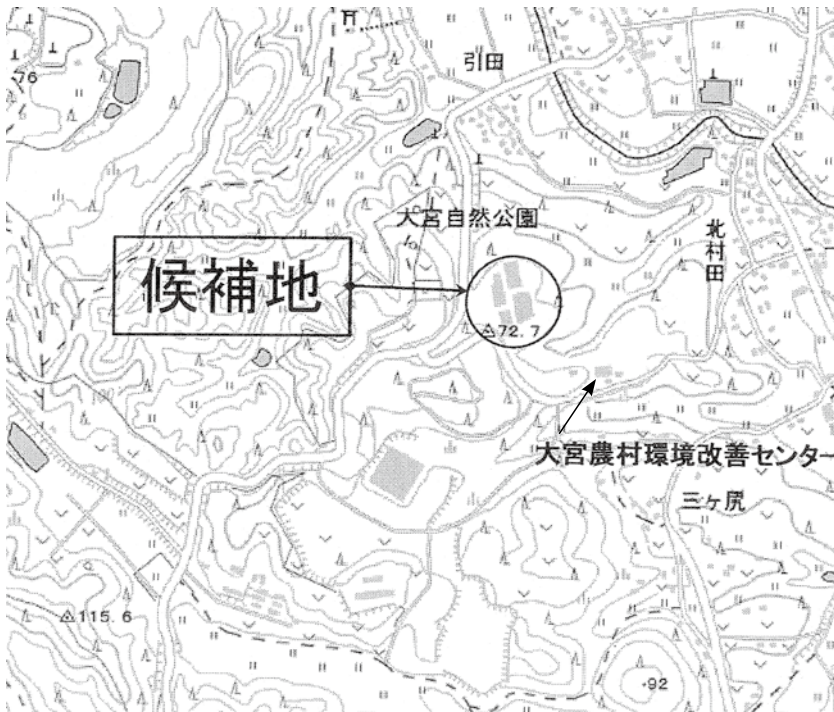 引田
76
大宮自然公園
北村田
候補地
72.7
大宮農村環境改善センター
三ヶ尻
115.6
92